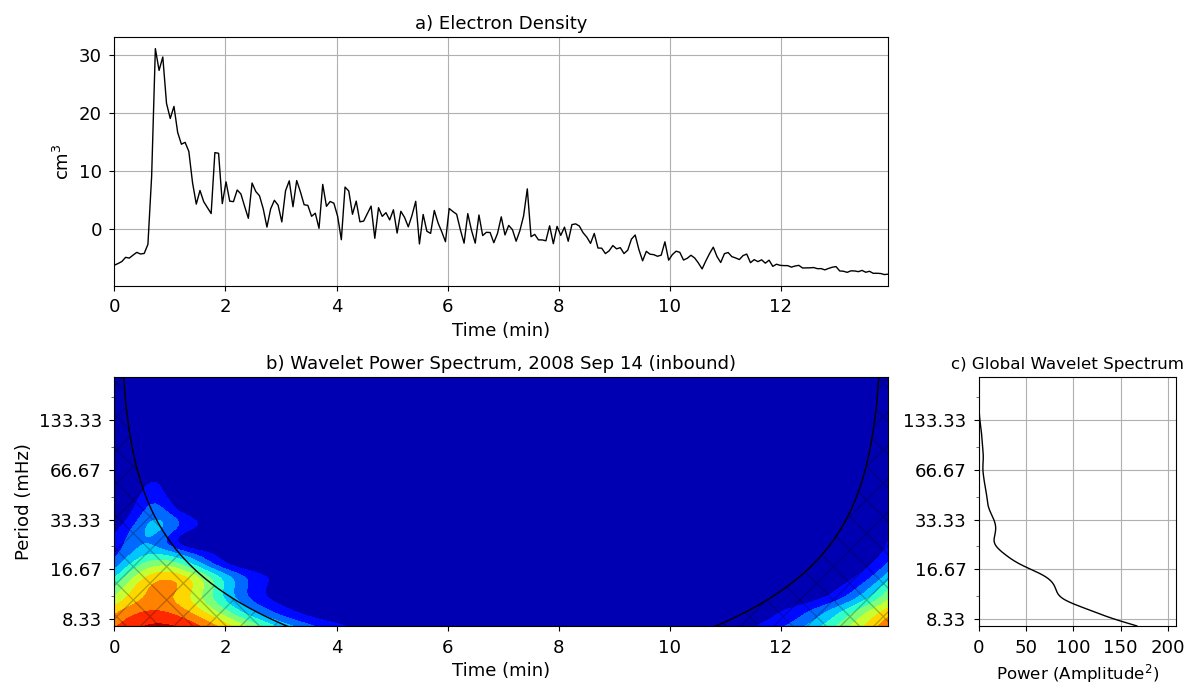 a) Electron Density
30
20
10
0
cm³
0 2 4 6 8 10 12
Time (min)
b) Wavelet Power Spectrum, 2008 Sep 14 (inbound)
133.33
66.67
33.33
16.67
8.33
Period (mHz)
0 2 4 6 8 10 12
Time (min)
c) Global Wavelet Spectrum
133.33
66.67
33.33
16.67
8.33
0 50 100 150 200
Power (Amplitude²)